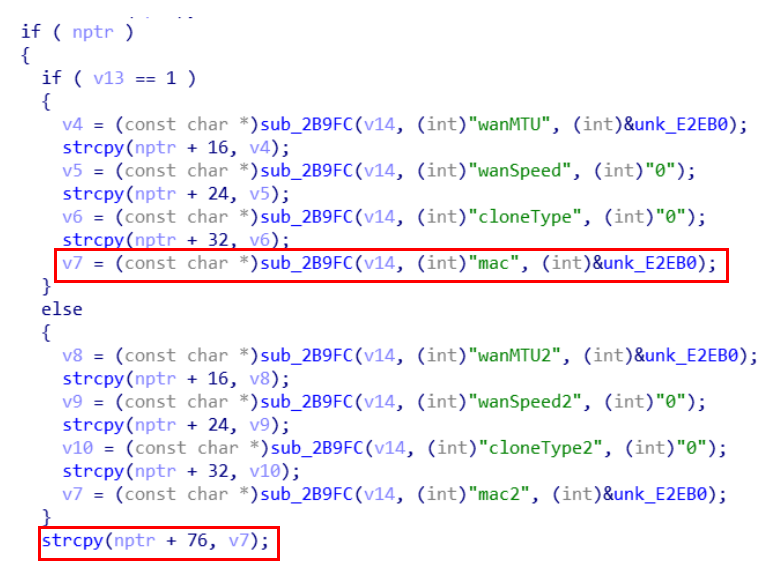 if ( nptr )
{
if ( v13 == 1 )
{
v4 = (const char *)sub_2B9FC(v14, (int)"wanMTU", (int)&unk_E2EB0);
strcpy(nptr + 16, v4);
v5 = (const char *)sub_2B9FC(v14, (int)"wanSpeed", (int)"0");
strcpy(nptr + 24, v5);
v6 = (const char *)sub_2B9FC(v14, (int)"cloneType", (int)"0");
strcpy(nptr + 32, v6);
v7 = (const char *)sub_2B9FC(v14, (int)"mac", (int)&unk_E2EB0);
}
else
{
v8 = (const char *)sub_2B9FC(v14, (int)"wanMTU2", (int)&unk_E2EB0);
strcpy(nptr + 16, v8);
v9 = (const char *)sub_2B9FC(v14, (int)"wanSpeed2", (int)"0");
strcpy(nptr + 24, v9);
v10 = (const char *)sub_2B9FC(v14, (int)"cloneType2", (int)"0");
strcpy(nptr + 32, v10);
v7 = (const char *)sub_2B9FC(v14, (int)"mac2", (int)&unk_E2EB0);
}
strcpy(nptr + 76, v7);